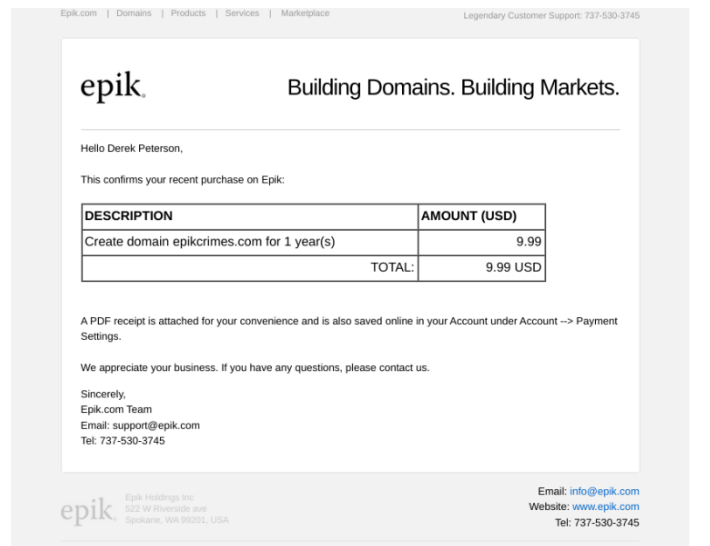 Epik.com | Domains | Products | Services | Marketplace
Legendary Customer Support: 737-530-3745
epik.
Building Domains. Building Markets.
Hello Derek Peterson,
This confirms your recent purchase on Epik:
DESCRIPTION AMOUNT (USD)
Create domain epikcrimes.com for 1 year(s) 9.99
TOTAL: 9.99 USD
A PDF receipt is attached for your convenience and is also saved online in your Account under Account --> Payment
Settings.
We appreciate your business. If you have any questions, please contact us.
Sincerely,
Epik.com Team
Email: support@epik.com
Tel: 737-530-3745
epik.
Epik Holdings Inc
522 W Riverside ave
Spokane, WA 99201, USA
Email: info@epik.com
Website: www.epik.com
Tel: 737-530-3745